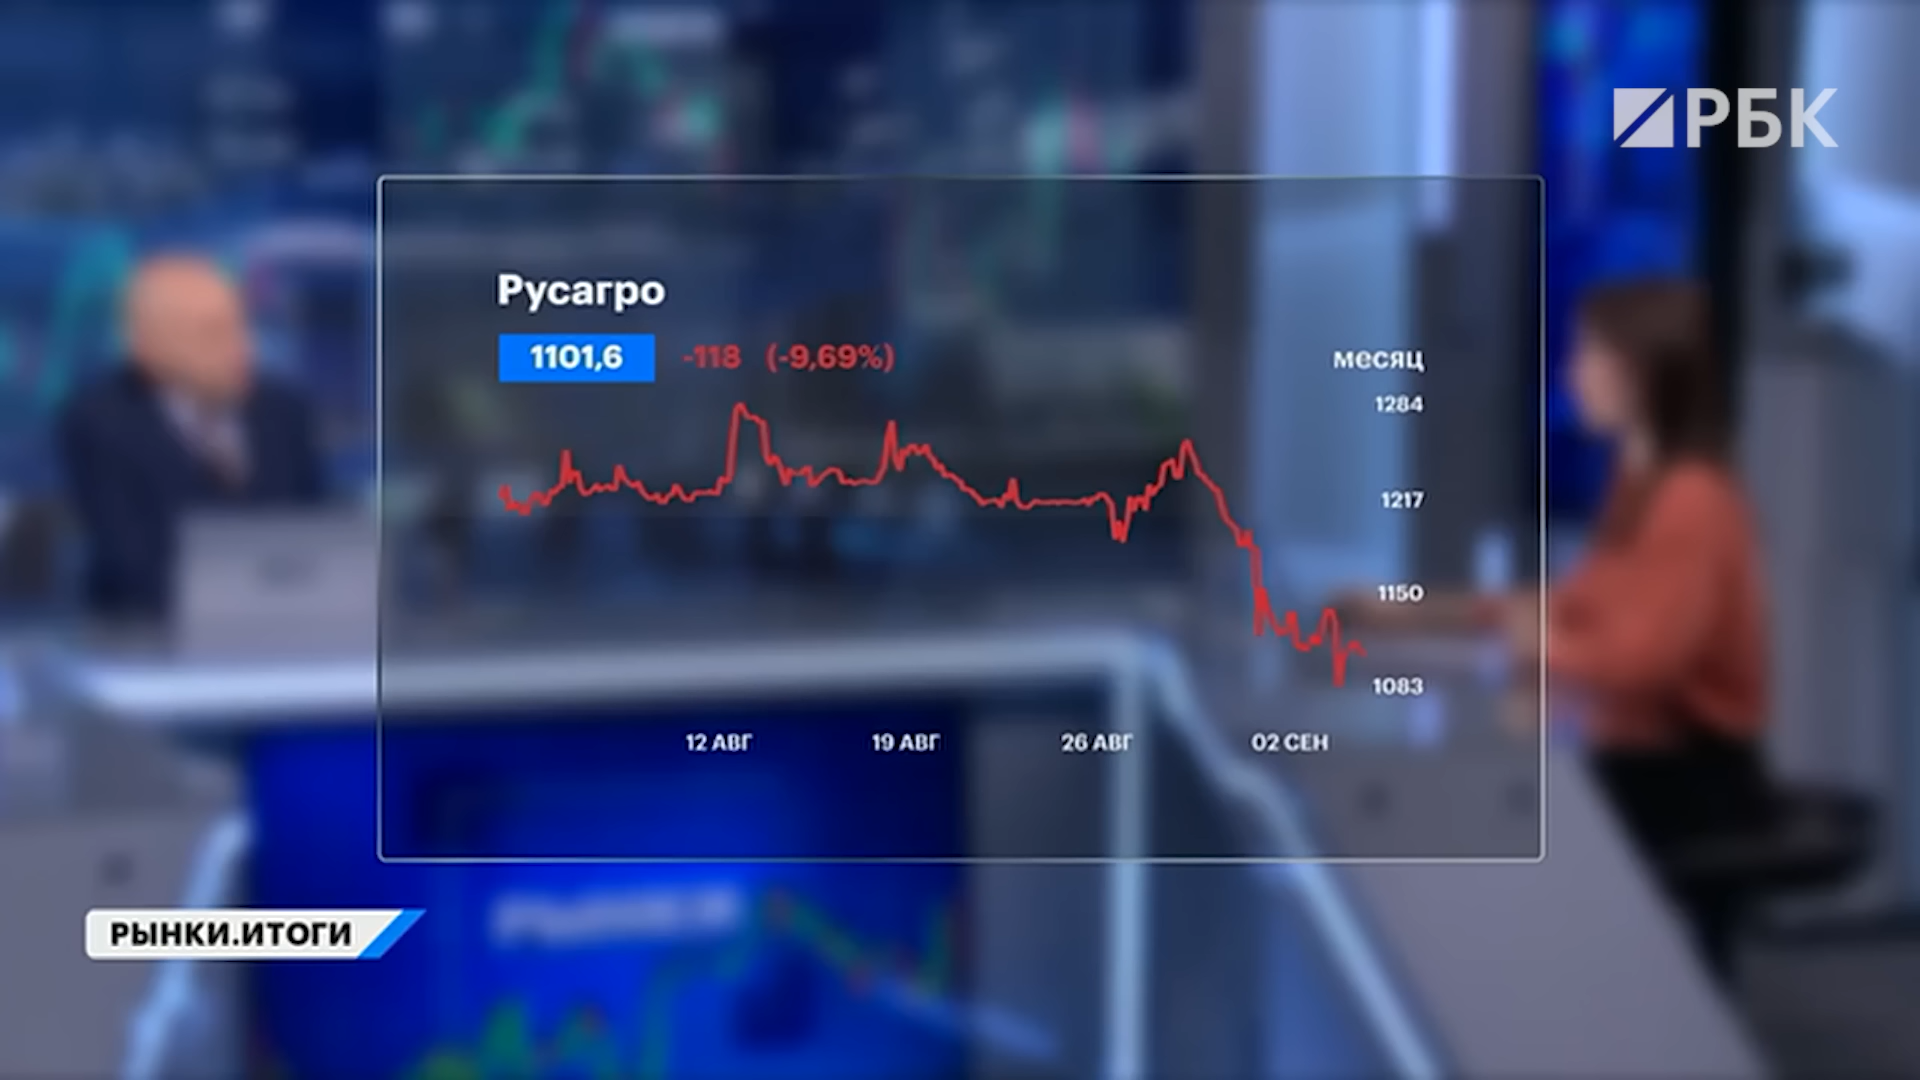 РБК
Русагро
1101,6 -118 (-9,69%) месяц
1284
1217
1150
1083
12 АВГ 19 АВГ 26 АВГ 02 СЕН
РЫНКИ
РЫНКИ.ИТОГИ